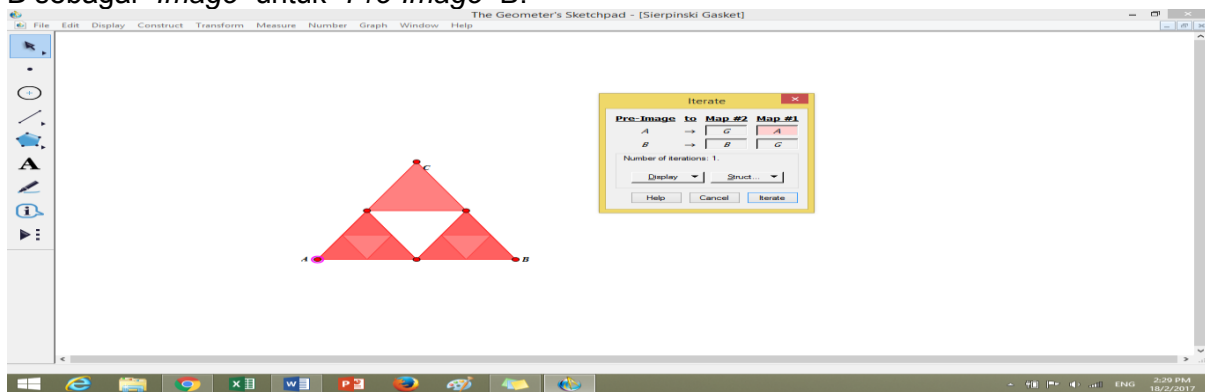 D sebagai "Image" untuk "Pre-Image" B.
The Geometer's Sketchpad - [Sierpinski Gasket]
File Edit Display Construct Transform Measure Number Graph Window Help
Iterate
Pre-Image to Map #2 Map #1
A → G A
B → B G
Number of iterations: 1.
Display Struct...
Help Cancel Iterate
C
A
B
A
ENG
2:29 PM
18/2/2017